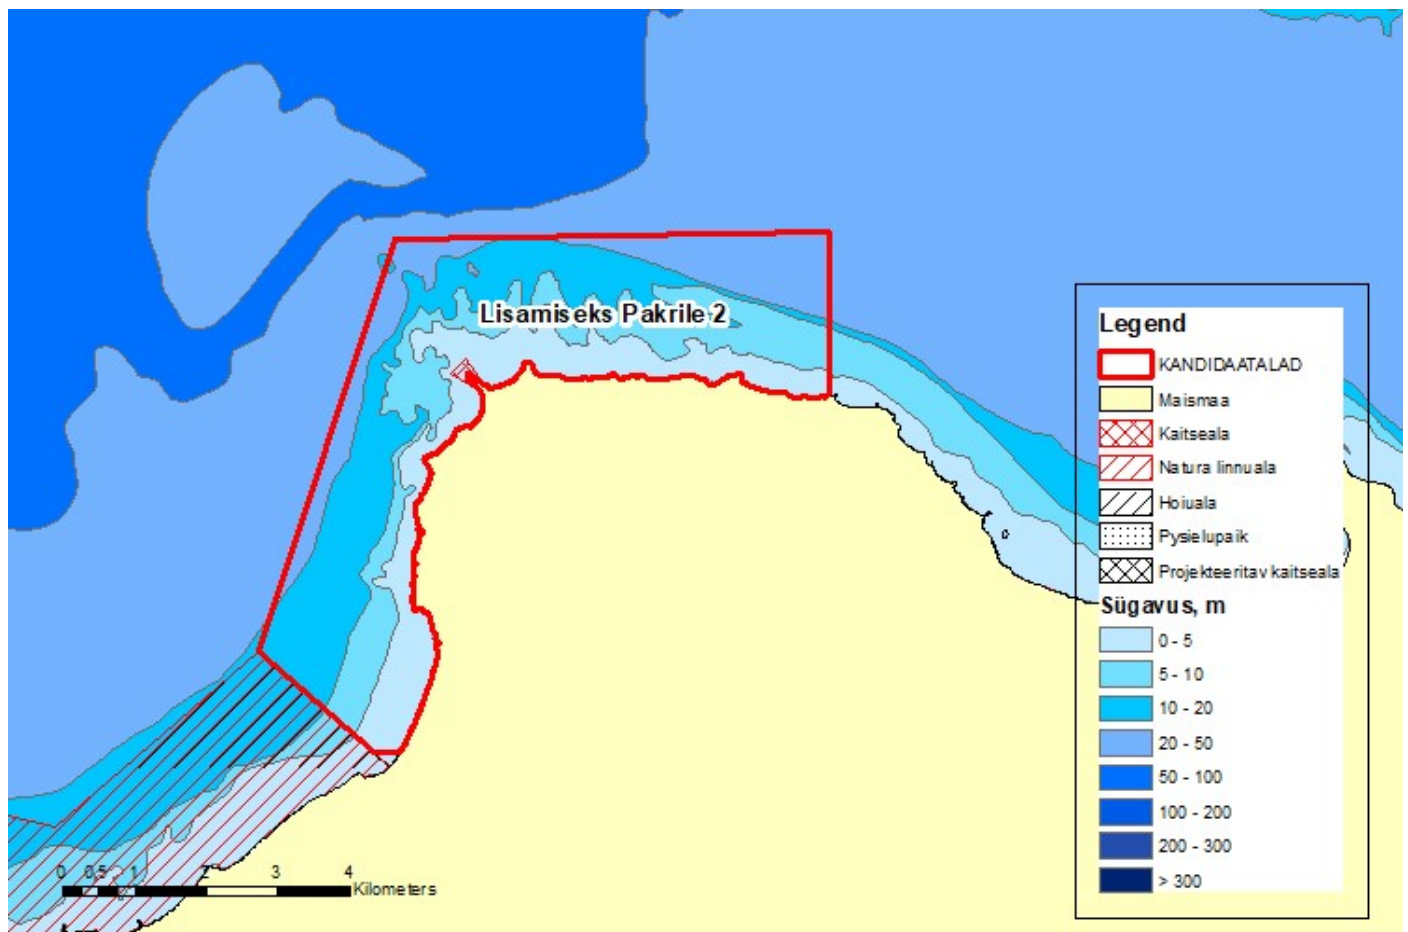 Lisamiseks Pakrile 2
Legend
KANDIDAATALAD
Maismaa
Kaitseala
Natura linnuala
Hoiuala
Pysielupaik
Projekteeritav kaitseala
Sügavus, m
0 - 5
5 - 10
10 - 20
20 - 50
50 - 100
100 - 200
200 - 300
> 300
0 0,5 1 2 3 4
Kilometers